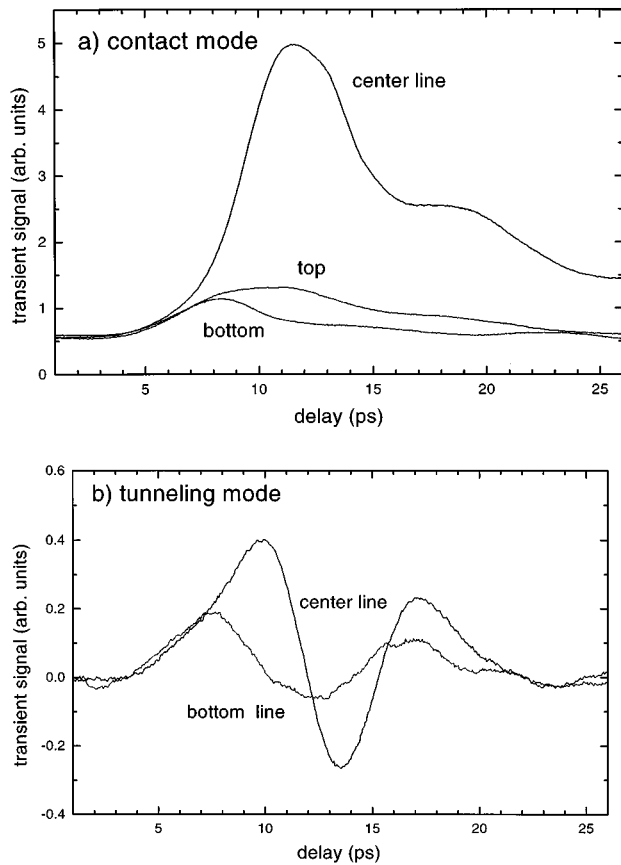 a) contact mode
center line
top
bottom
transient signal (arb. units)
0
1
2
3
4
5
5
10
15
20
25
delay (ps)
b) tunneling mode
center line
bottom line
transient signal (arb. units)
0.6
0.4
0.2
0.0
-0.2
-0.4
5
10
15
20
25
delay (ps)